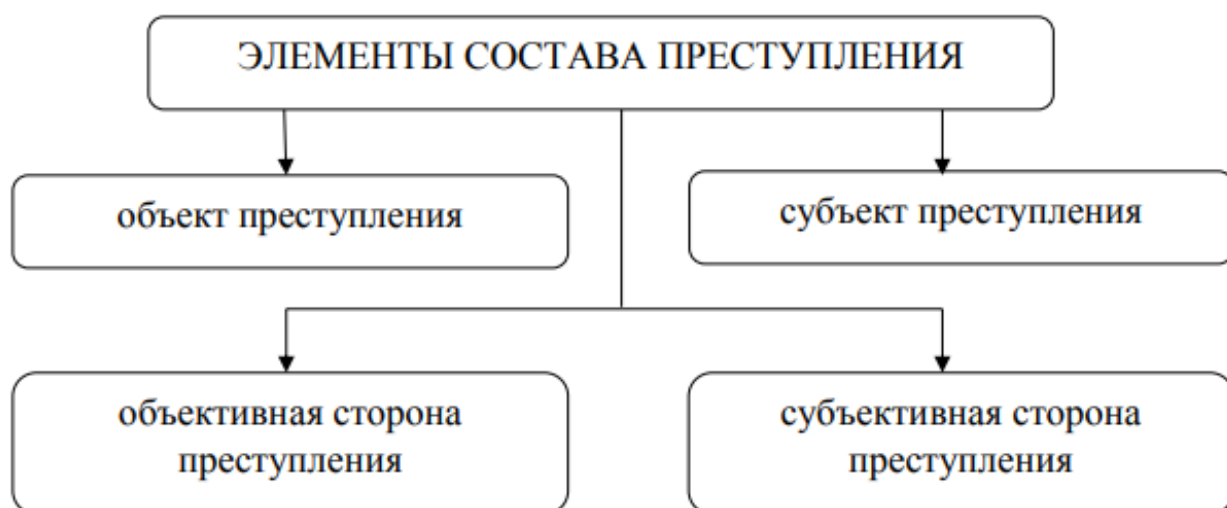 ЭЛЕМЕНТЫ СОСТАВА ПРЕСТУПЛЕНИЯ
объект преступления
субъект преступления
объективная сторона
преступления
субъективная сторона
преступления